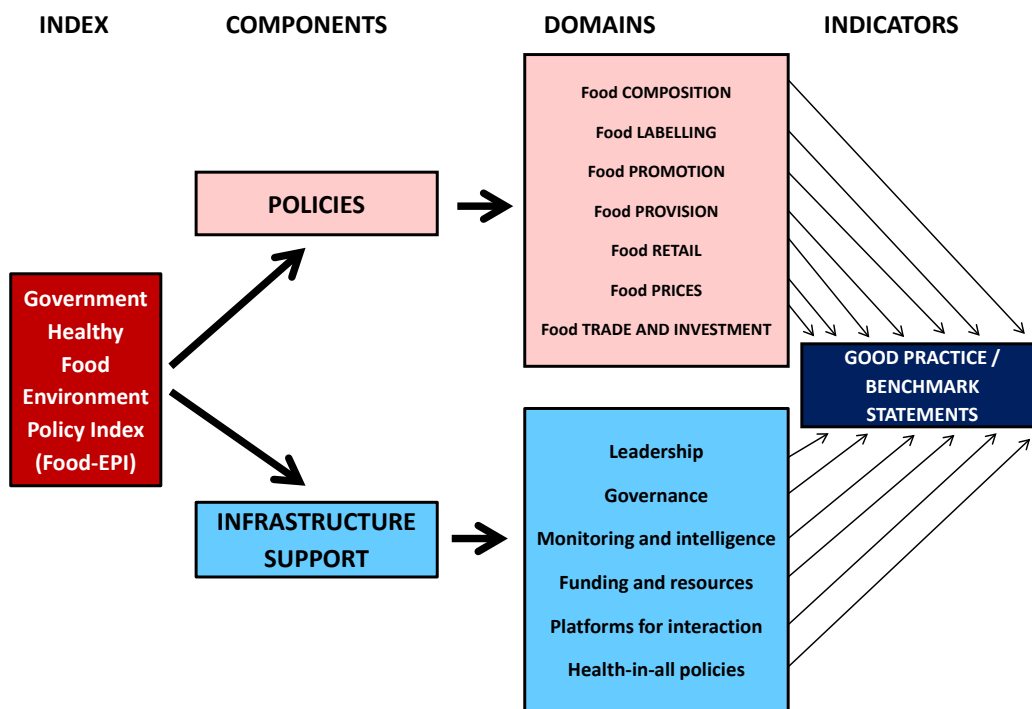 INDEX COMPONENTS DOMAINS INDICATORS
Government
Healthy
Food
Environment
Policy Index
(Food-EPI)
POLICIES
INFRASTRUCTURE
SUPPORT
Food COMPOSITION
Food LABELLING
Food PROMOTION
Food PROVISION
Food RETAIL
Food PRICES
Food TRADE AND INVESTMENT
Leadership
Governance
Monitoring and intelligence
Funding and resources
Platforms for interaction
Health-in-all policies
GOOD PRACTICE /
BENCHMARK
STATEMENTS